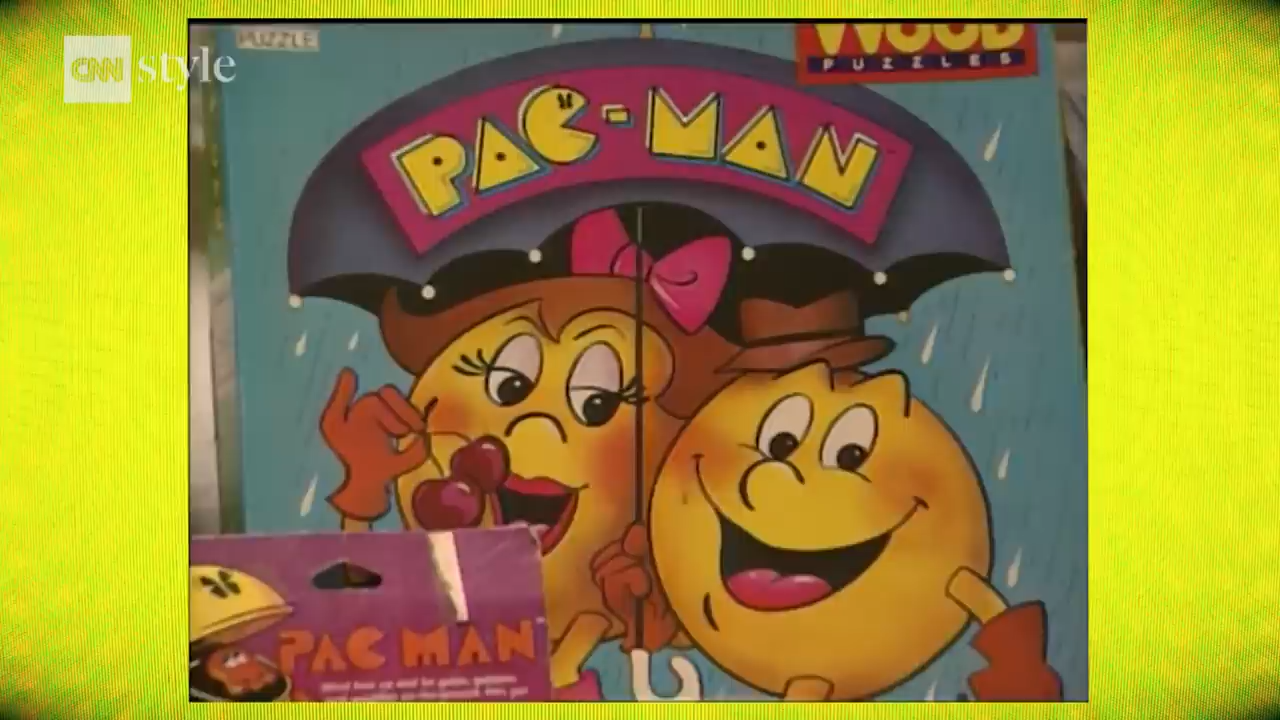 CNN style
PUZZLE
WOOD
PUZZLES
PAC-MAN
PAC MAN